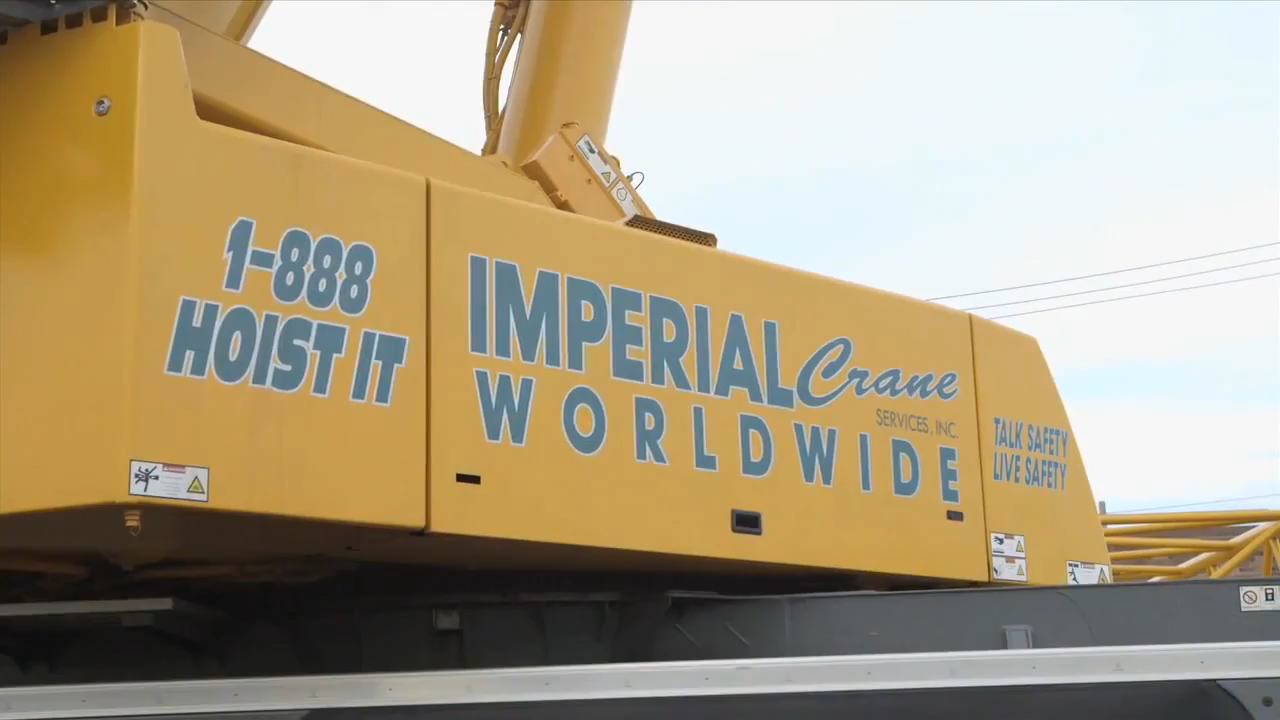 1-888
HOIST IT
IMPERIAL Crane
SERVICES, INC.
WORLDWIDE
TALK SAFETY
LIVE SAFETY